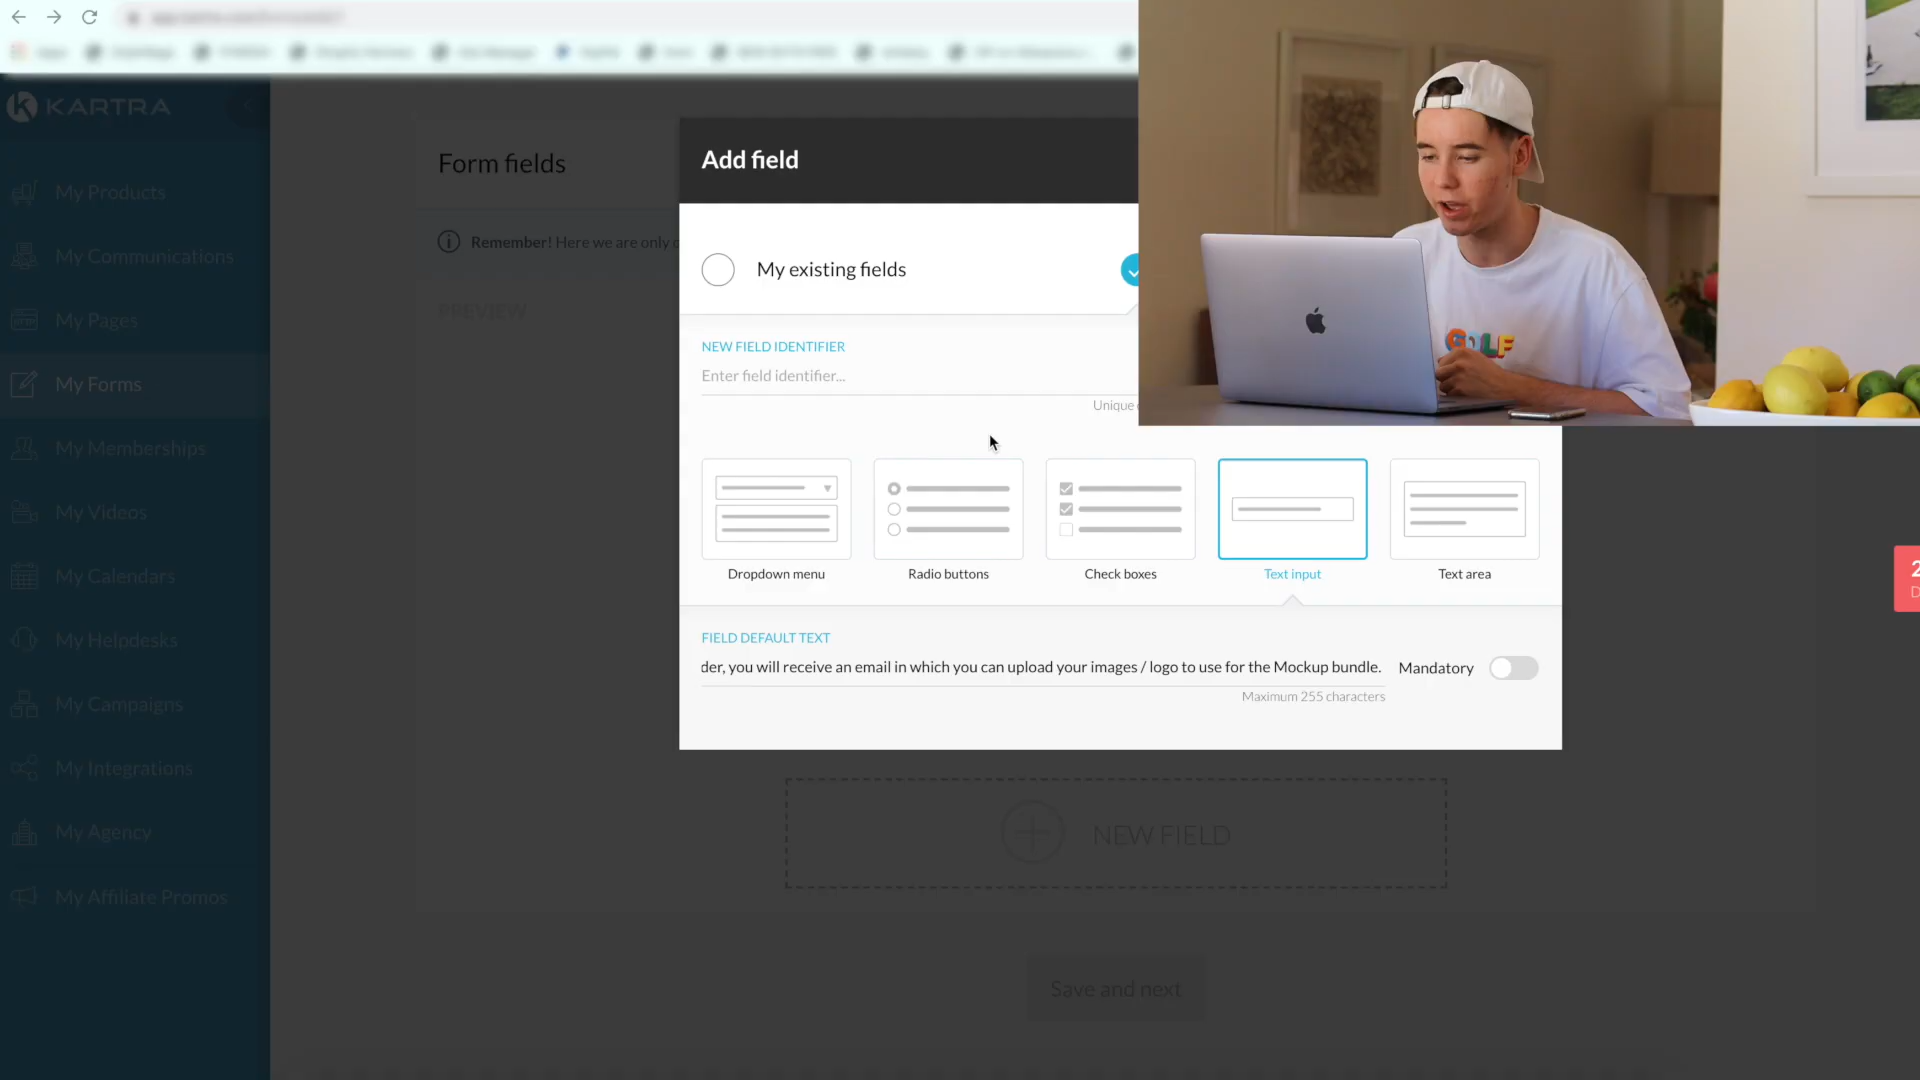 KARTRA
My Products
My Communications
My Pages
My Forms
My Memberships
My Videos
My Calendars
My Helpdesks
My Campaigns
My Integrations
My Agency
My Affiliate Promos
Form fields
Remember! Here we are only
PREVIEW
Add field
My existing fields
NEW FIELD IDENTIFIER
Enter field identifier...
Unique
Dropdown menu
Radio buttons
Check boxes
Text input
Text area
FIELD DEFAULT TEXT
der, you will receive an email in which you can upload your images / logo to use for the Mockup bundle.
Mandatory
Maximum 255 characters
NEW FIELD
Save and next
GOLF
2
D